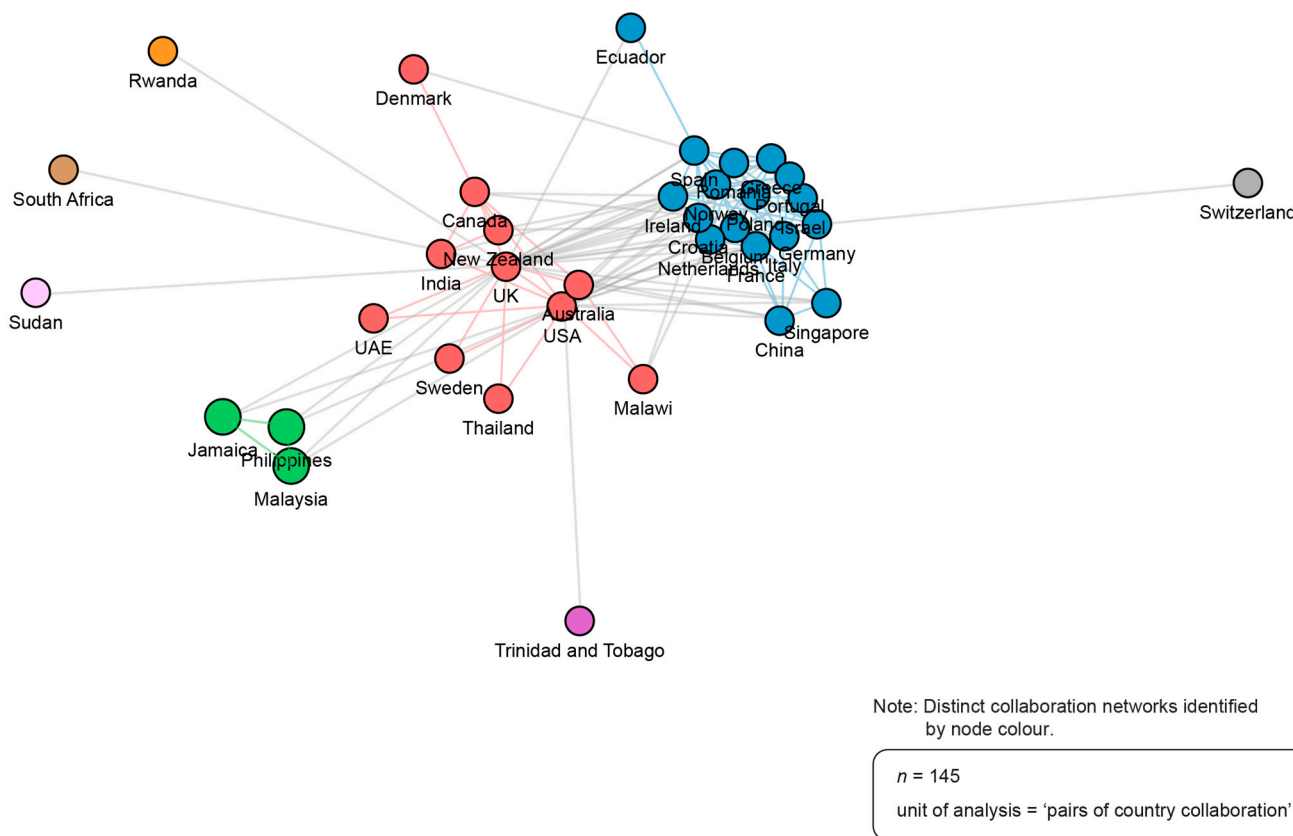 Ecuador
Rwanda
Denmark
South Africa
Spain
Romania
Greece
Switzerland
Canada
Norway
Poland
Portugal
Ireland
Israel
Croatia
Germany
New Zealand
Belgium
Netherlands
Italy
France
India
UK
Sudan
Australia
USA
Singapore
UAE
China
Sweden
Malawi
Thailand
Jamaica
Philippines
Malaysia
Trinidad and Tobago
Note: Distinct collaboration networks identified
by node colour.
n = 145
unit of analysis = ‘pairs of country collaboration’